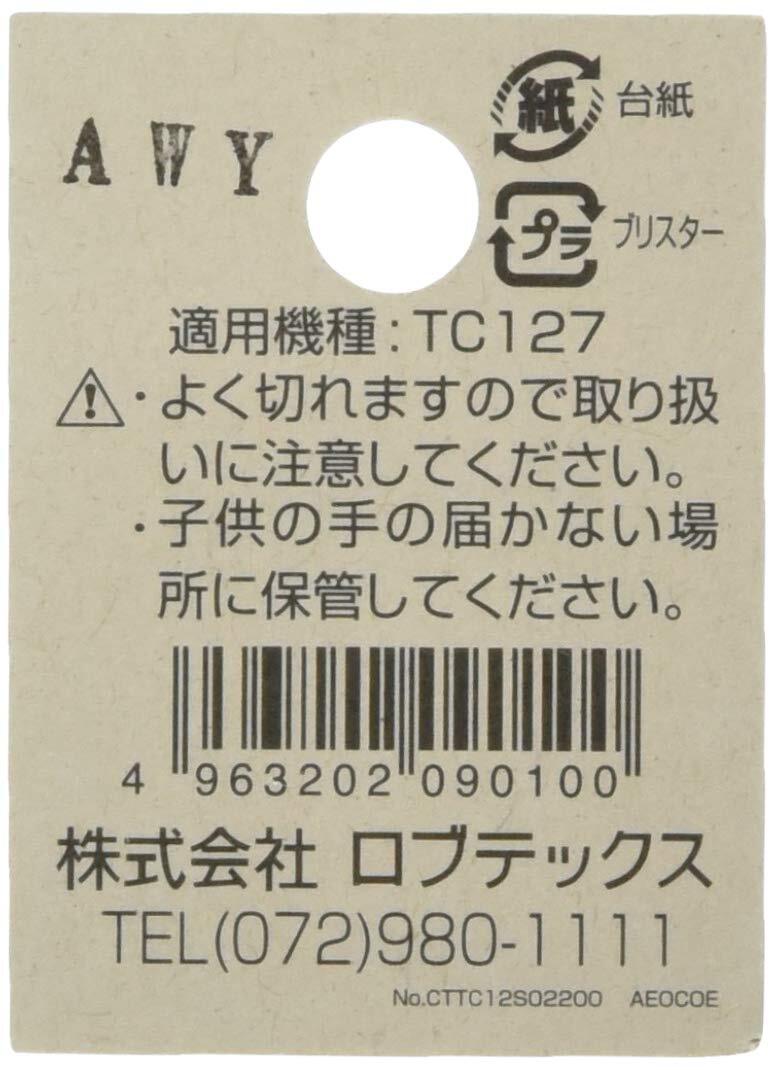 紙 台紙
AWY
プラ ブリスター
適用機種:TC127
・よく切れますので取り扱
いに注意してください。
・子供の手の届かない場
所に保管してください。
4 963202 090100
株式会社 ロブテックス
TEL(072)980-1111
No.CTTC12S02200 AEOCOE